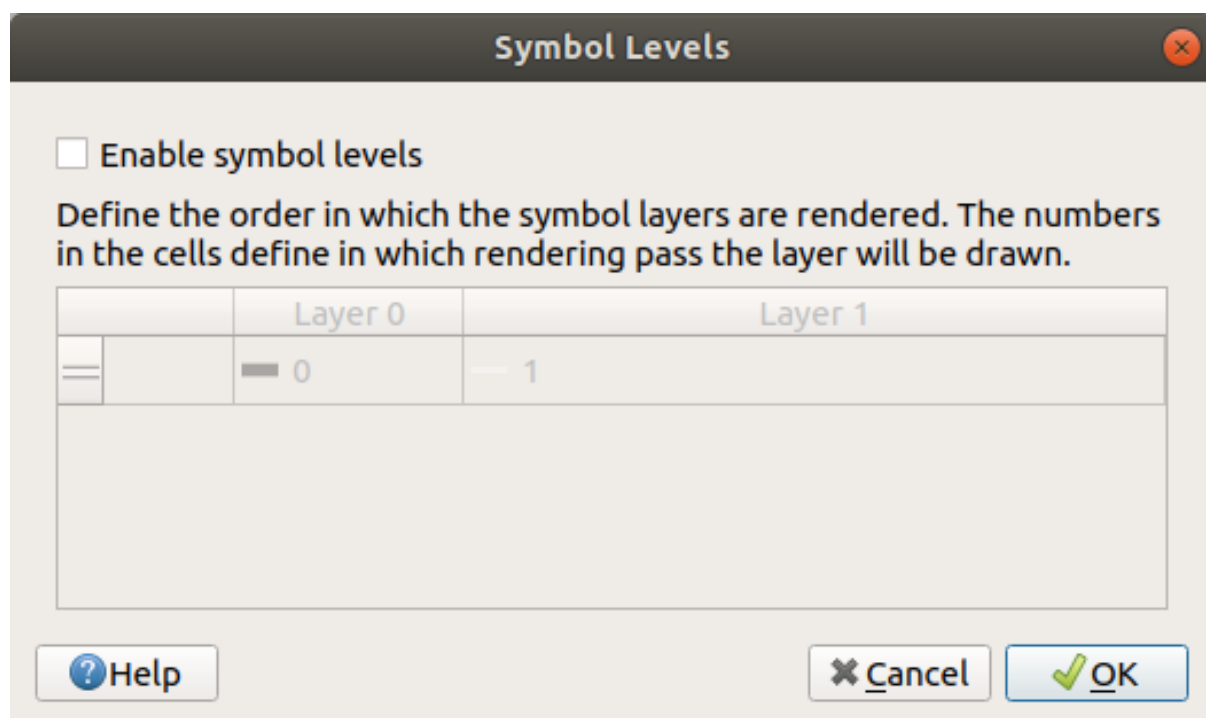 Symbol Levels
Enable symbol levels
Define the order in which the symbol layers are rendered. The numbers
in the cells define in which rendering pass the layer will be drawn.
Layer 0 Layer 1
0 1
Help Cancel OK